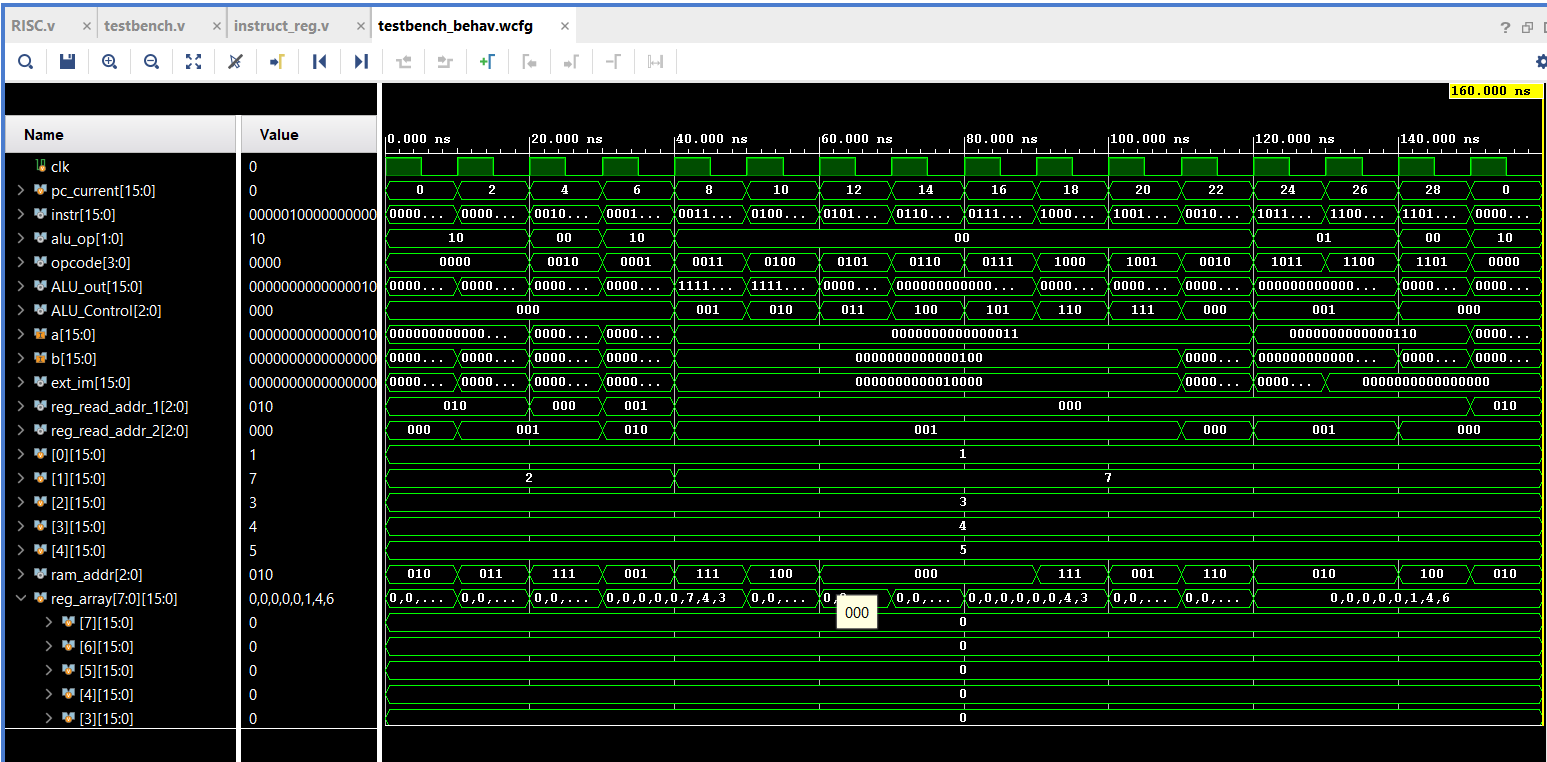 RISC.v × testbench.v × instruct_reg.v × testbench_behav.wcfg × ?
160.000 ns
Name Value 0.000 ns 20.000 ns 40.000 ns 60.000 ns 80.000 ns 100.000 ns 120.000 ns 140.000 ns
clk 0
pc_current[15:0] 0 0 2 4 6 8 10 12 14 16 18 20 22 24 26 28 0
instr[15:0] 0000010000000000 0000... 0000... 0010... 0001... 0011... 0100... 0101... 0110... 0111... 1000... 1001... 0010... 1011... 1100... 1101... 0000...
alu_op[1:0] 10 10 00 10 00 01 00 10
opcode[3:0] 0000 0000 0010 0001 0011 0100 0101 0110 0111 1000 1001 0010 1011 1100 1101 0000
ALU_out[15:0] 0000000000000010 0000... 0000... 0000... 0000... 1111... 1111... 0000... 000000000000... 0000... 0000... 0000... 000000000000... 0000... 0000...
ALU_Control[2:0] 000 000 001 010 011 100 101 110 111 000 001 000
a[15:0] 0000000000000010 000000000000... 0000... 0000... 0000000000000011 0000000000000110 0000...
b[15:0] 0000000000000000 0000... 0000... 0000... 0000... 0000000000000100 0000... 000000000000... 0000... 0000...
ext_im[15:0] 0000000000000000 0000... 0000... 0000... 0000... 0000000000010000 0000... 0000... 0000000000000000
reg_read_addr_1[2:0] 010 010 000 001 000 010
reg_read_addr_2[2:0] 000 000 001 010 001 000 001 000
[0][15:0] 1 1
[1][15:0] 7 2 7
[2][15:0] 3 3
[3][15:0] 4 4
[4][15:0] 5 5
ram_addr[2:0] 010 010 011 111 001 111 100 000 111 001 110 010 100 010
reg_array[7:0][15:0] 0,0,0,0,0,1,4,6 0,0,... 0,0,... 0,0,... 0,0,0,0,0,7,4,3 0,0,... 0,0,... 0,0,0,0,0,0,4,3 0,0,... 0,0,... 0,0,0,0,0,1,4,6
000
[7][15:0] 0 0
[6][15:0] 0 0
[5][15:0] 0 0
[4][15:0] 0 0
[3][15:0] 0 0